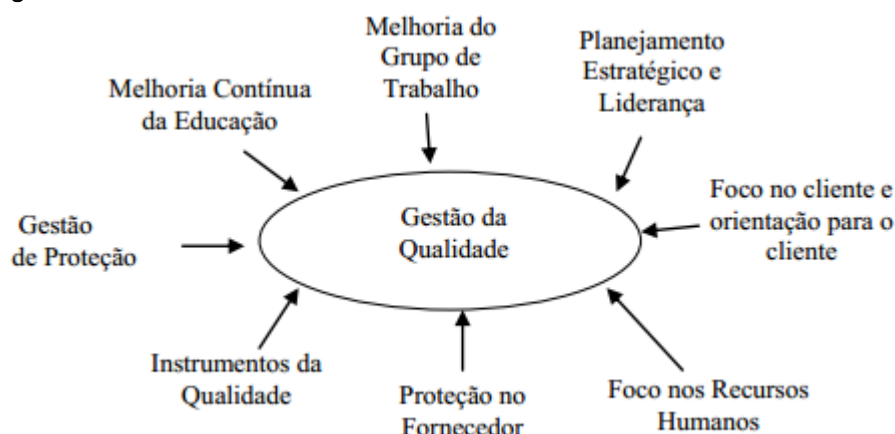 Melhoria do
Grupo de
Trabalho
Planejamento
Estratégico e
Liderança
Melhoria Contínua
da Educação
Foco no cliente e
orientação para o
cliente
Gestão da
Qualidade
Gestão
de Proteção
Instrumentos da
Qualidade
Proteção no
Fornecedor
Foco nos Recursos
Humanos